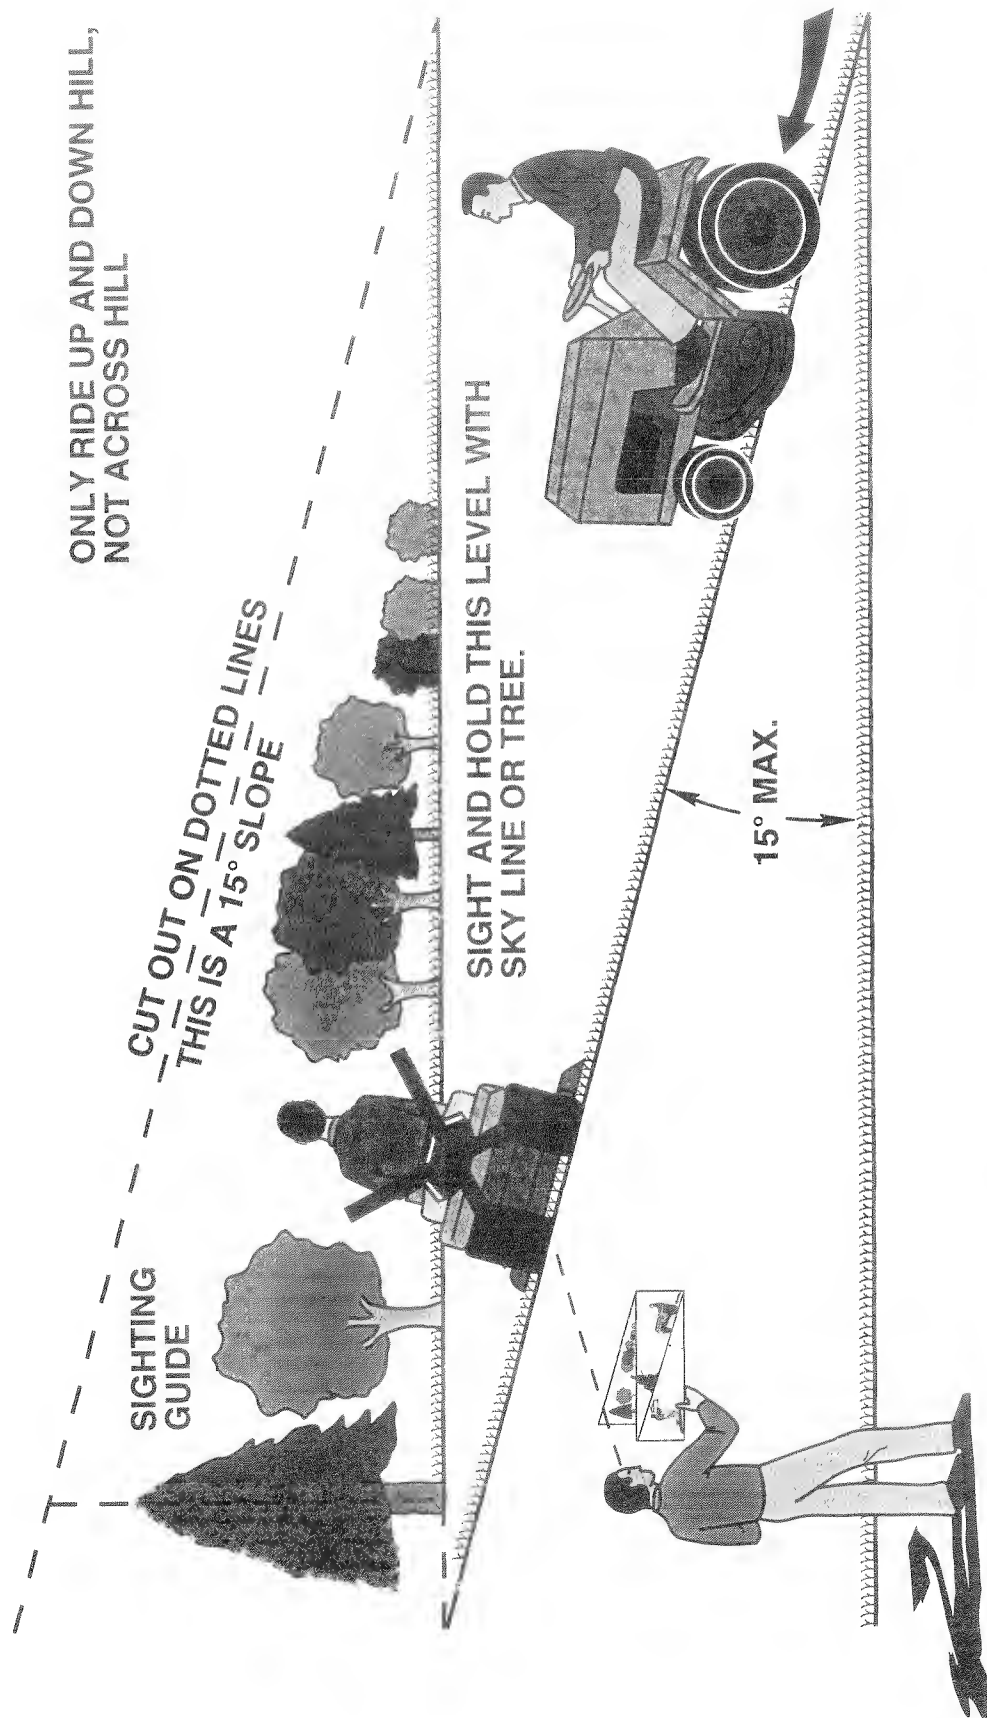 ONLY RIDE UP AND DOWN HILL,
NOT ACROSS HILL
CUT OUT ON DOTTED LINES
THIS IS A 15° SLOPE
SIGHTING
GUIDE
SIGHT AND HOLD THIS LEVEL WITH
SKY LINE OR TREE.
15° MAX.